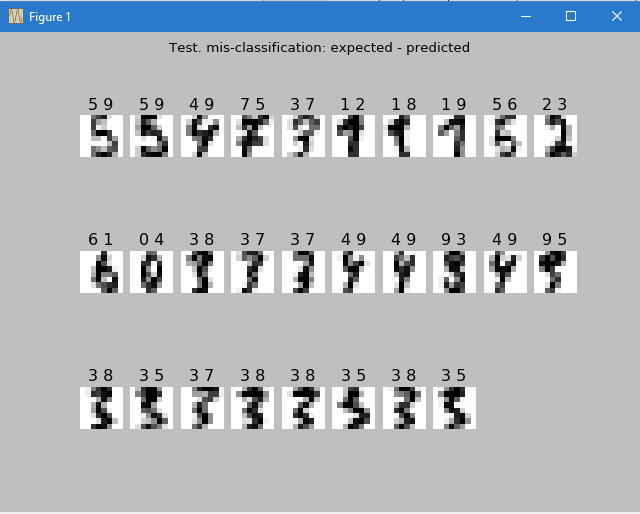 Figure 1
Test. mis-classification: expected - predicted
5 9 5 9 4 9 7 5 3 7 1 2 1 8 1 9 5 6 2 3
6 1 0 4 3 8 3 7 3 7 4 9 4 9 9 3 4 9 9 5
3 8 3 5 3 7 3 8 3 8 3 5 3 8 3 5